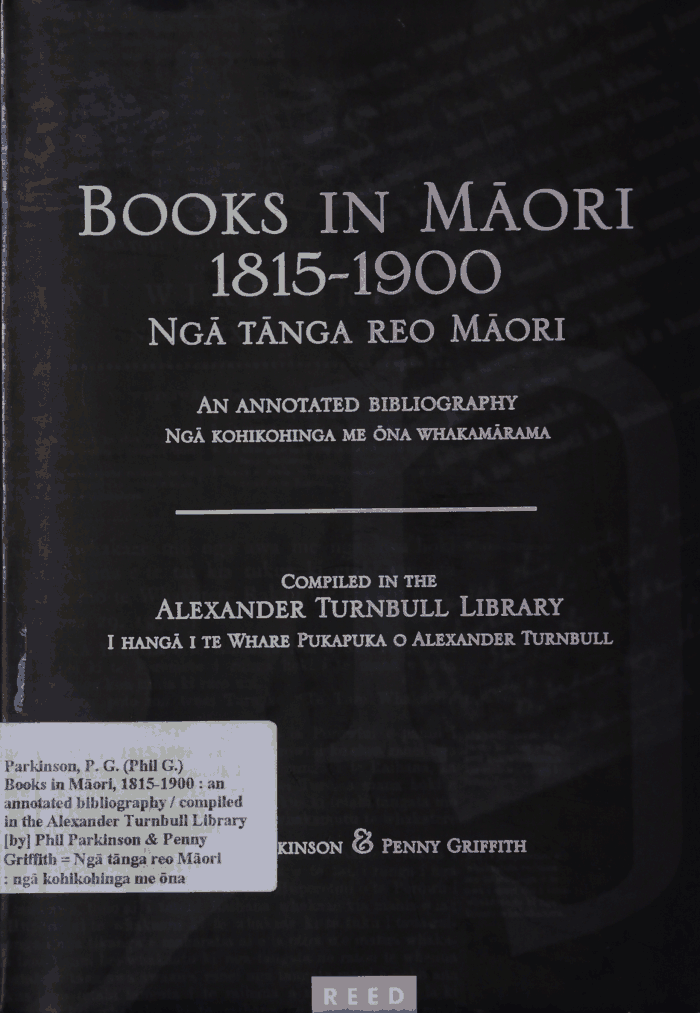 BOOKS IN MĀORI
1815-1900
NGĀ TĀNGA REO MĀORI
AN ANNOTATED BIBLIOGRAPHY
NGĀ KOHIKOHINGA ME ŌNA WHAKAMĀRAMA
COMPILED IN THE
ALEXANDER TURNBULL LIBRARY
I HANGĀ I TE WHARE PUKAPUKA O ALEXANDER TURNBULL
Parkinson, P. G. (Phil G.)
Books in Māori, 1815-1900 : an
annotated bibliography / compiled
in the Alexander Turnbull Library
[by] Phil Parkinson & Penny
Griffith = Ngā tānga reo Māori
: ngā kohikohinga me ōna
KINSON & PENNY GRIFFITH
REED